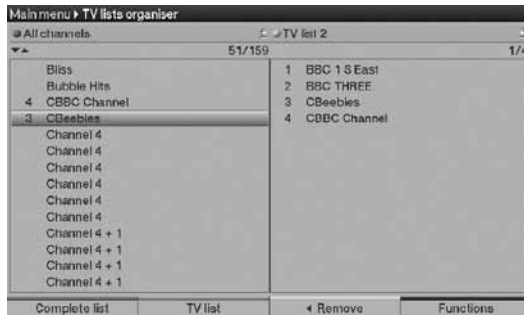 Main menu ▸ TV lists organiser
All channels
TV list 2
51/159
1/4
Bliss
Bubble Hits
4 CBBC Channel
3 CBeebies
Channel 4
Channel 4
Channel 4
Channel 4
Channel 4
Channel 4
Channel 4 + 1
Channel 4 + 1
Channel 4 + 1
Channel 4 + 1
1 BBC 1 S East
2 BBC THREE
3 CBeebies
4 CBBC Channel
Complete list
TV list
◂ Remove
Functions